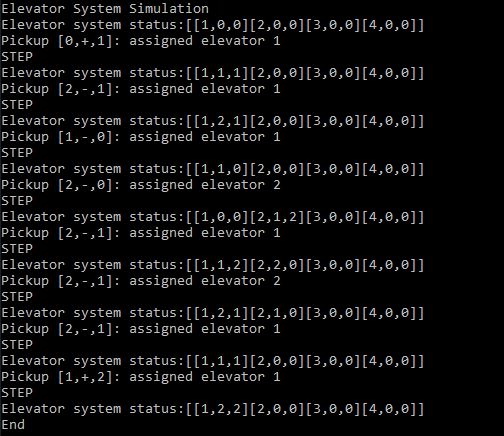 Elevator System Simulation
Elevator system status:[[1,0,0][2,0,0][3,0,0][4,0,0]]
Pickup [0,+,1]: assigned elevator 1
STEP
Elevator system status:[[1,1,1][2,0,0][3,0,0][4,0,0]]
Pickup [2,-,1]: assigned elevator 1
STEP
Elevator system status:[[1,2,1][2,0,0][3,0,0][4,0,0]]
Pickup [1,-,0]: assigned elevator 1
STEP
Elevator system status:[[1,1,0][2,0,0][3,0,0][4,0,0]]
Pickup [2,-,0]: assigned elevator 2
STEP
Elevator system status:[[1,0,0][2,1,2][3,0,0][4,0,0]]
Pickup [2,-,1]: assigned elevator 1
STEP
Elevator system status:[[1,1,2][2,2,0][3,0,0][4,0,0]]
Pickup [2,-,1]: assigned elevator 2
STEP
Elevator system status:[[1,2,1][2,1,0][3,0,0][4,0,0]]
Pickup [2,-,1]: assigned elevator 1
STEP
Elevator system status:[[1,1,1][2,0,0][3,0,0][4,0,0]]
Pickup [1,+,2]: assigned elevator 1
STEP
Elevator system status:[[1,2,2][2,0,0][3,0,0][4,0,0]]
End